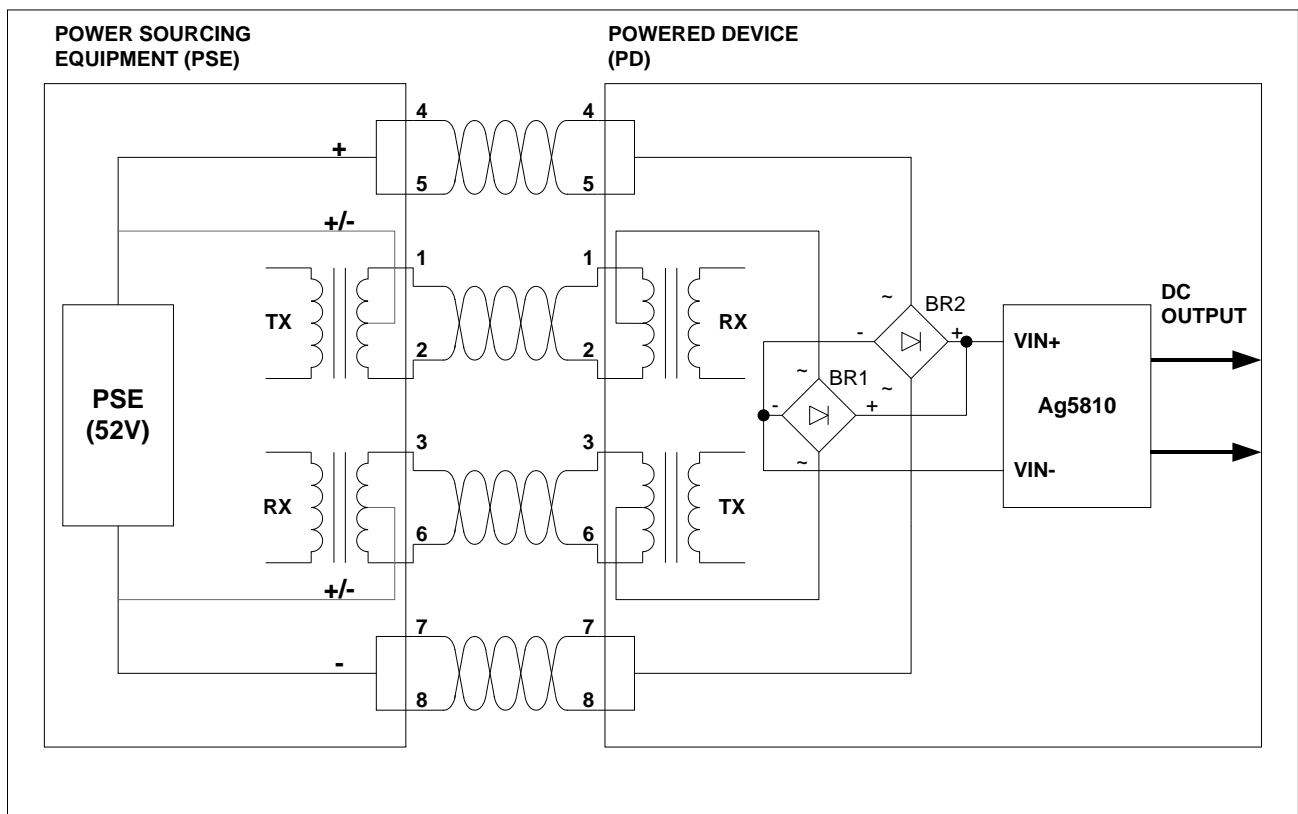 POWER SOURCING
EQUIPMENT (PSE)
POWERED DEVICE
(PD)
4
4
+
5
5
+/-
1
1
TX
RX
2
2
~
BR2
-
+
~
DC
OUTPUT
VIN+
Ag5810
VIN-
~
BR1
-
+
~
PSE
(52V)
3
3
RX
TX
6
6
+/-
7
7
-
8
8